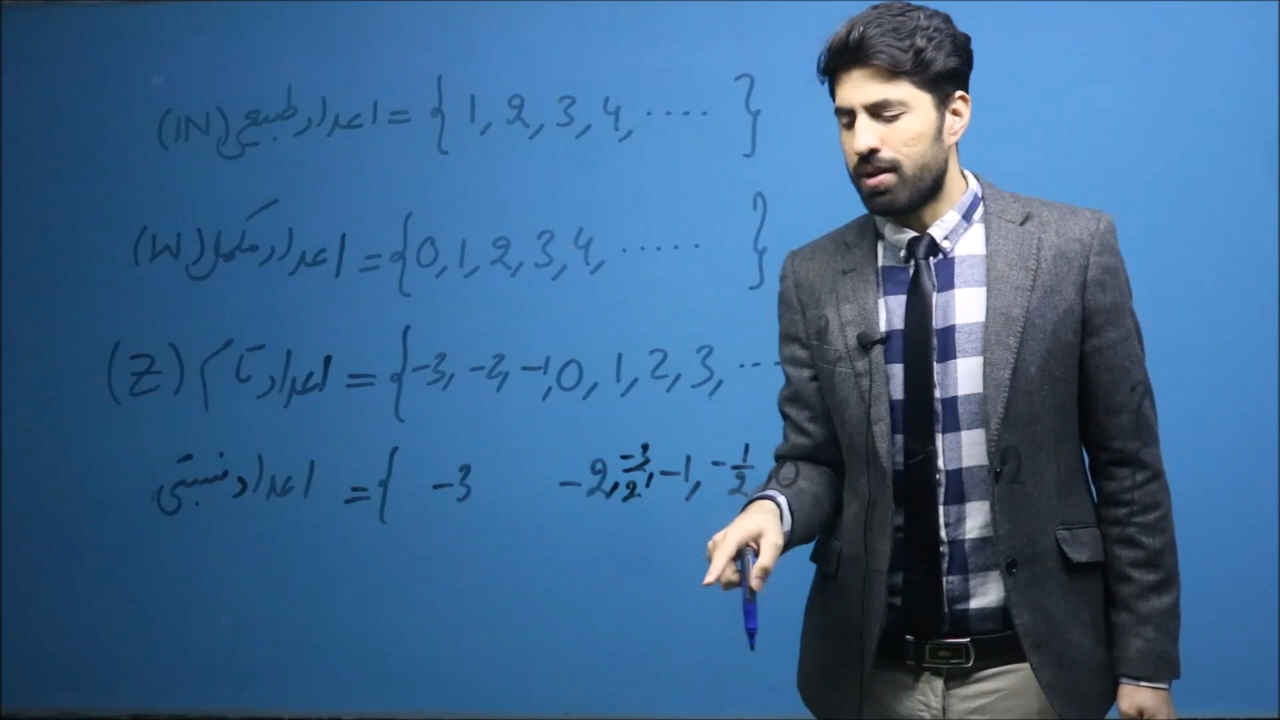 اعداد طبیعی (IN) = { 1, 2, 3, 4, ..... }
اعداد مکمل (W) = {0, 1, 2, 3, 4, ...... }
اعداد تام (Z) = {-3, -2, -1, 0, 1, 2, 3, ...
اعداد نسبتی = { -3 -2, -3/2, -1, -1/2, 0